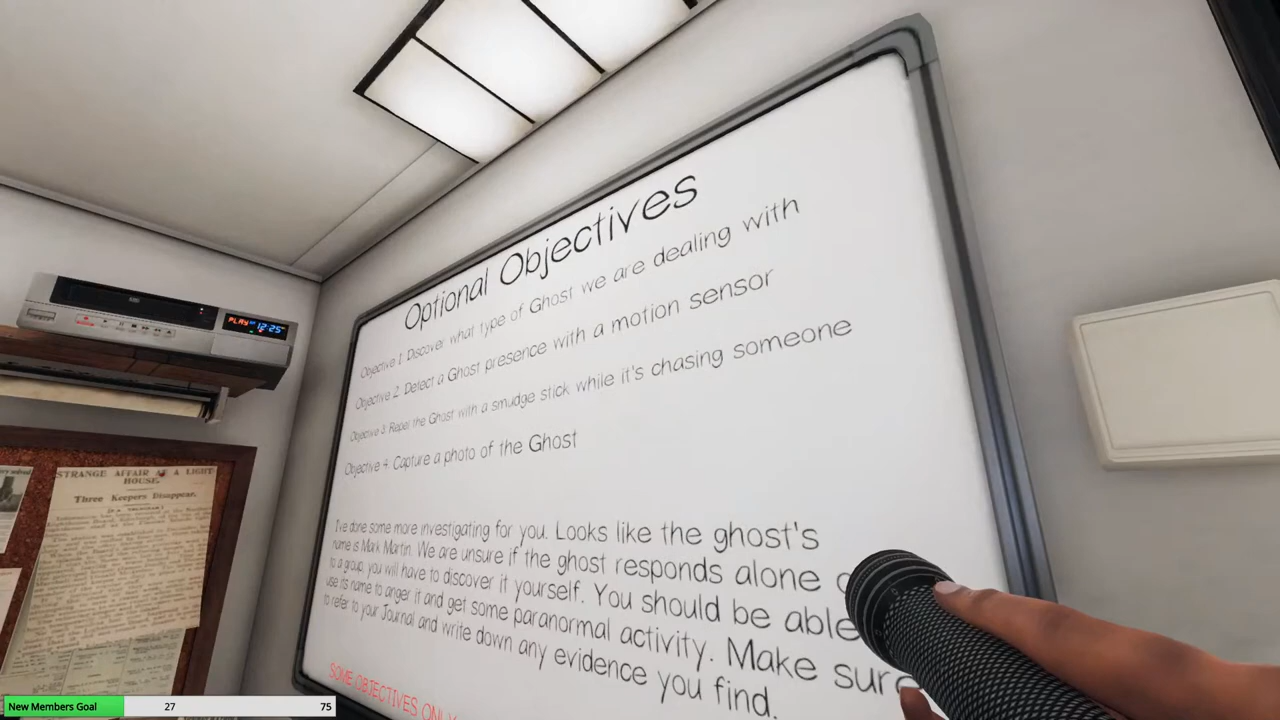 Optional Objectives
Objective 1: Discover what type of Ghost we are dealing with
Objective 2: Detect a Ghost presence with a motion sensor
Objective 3: Repel the Ghost with a smudge stick while it's chasing someone
Objective 4: Capture a photo of the Ghost
I've done some more investigating for you. Looks like the ghost's
name is Mark Martin. We are unsure if the ghost responds alone
to a group, you will have to discover it yourself. You should be able
use its name to anger it and get some paranormal activity. Make sure
to refer to your Journal and write down any evidence you find.
SOME OBJECTIVES ONLY
PLAY 12:25
STRANGE AFFAIR AT A LIGHT
HOUSE.
Three Keepers Disappear.
New Members Goal 27 75